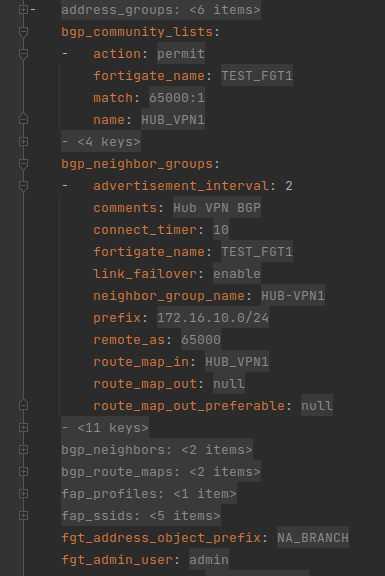 - address_groups: <6 items>
bgp_community_lists:
- action: permit
fortigate_name: TEST_FGT1
match: 65000:1
name: HUB_VPN1
- <4 keys>
bgp_neighbor_groups:
- advertisement_interval: 2
comments: Hub VPN BGP
connect_timer: 10
fortigate_name: TEST_FGT1
link_failover: enable
neighbor_group_name: HUB-VPN1
prefix: 172.16.10.0/24
remote_as: 65000
route_map_in: HUB_VPN1
route_map_out: null
route_map_out_preferable: null
- <11 keys>
bgp_neighbors: <2 items>
bgp_route_maps: <2 items>
fap_profiles: <1 item>
fap_ssids: <5 items>
fgt_address_object_prefix: NA_BRANCH
fgt_admin_user: admin